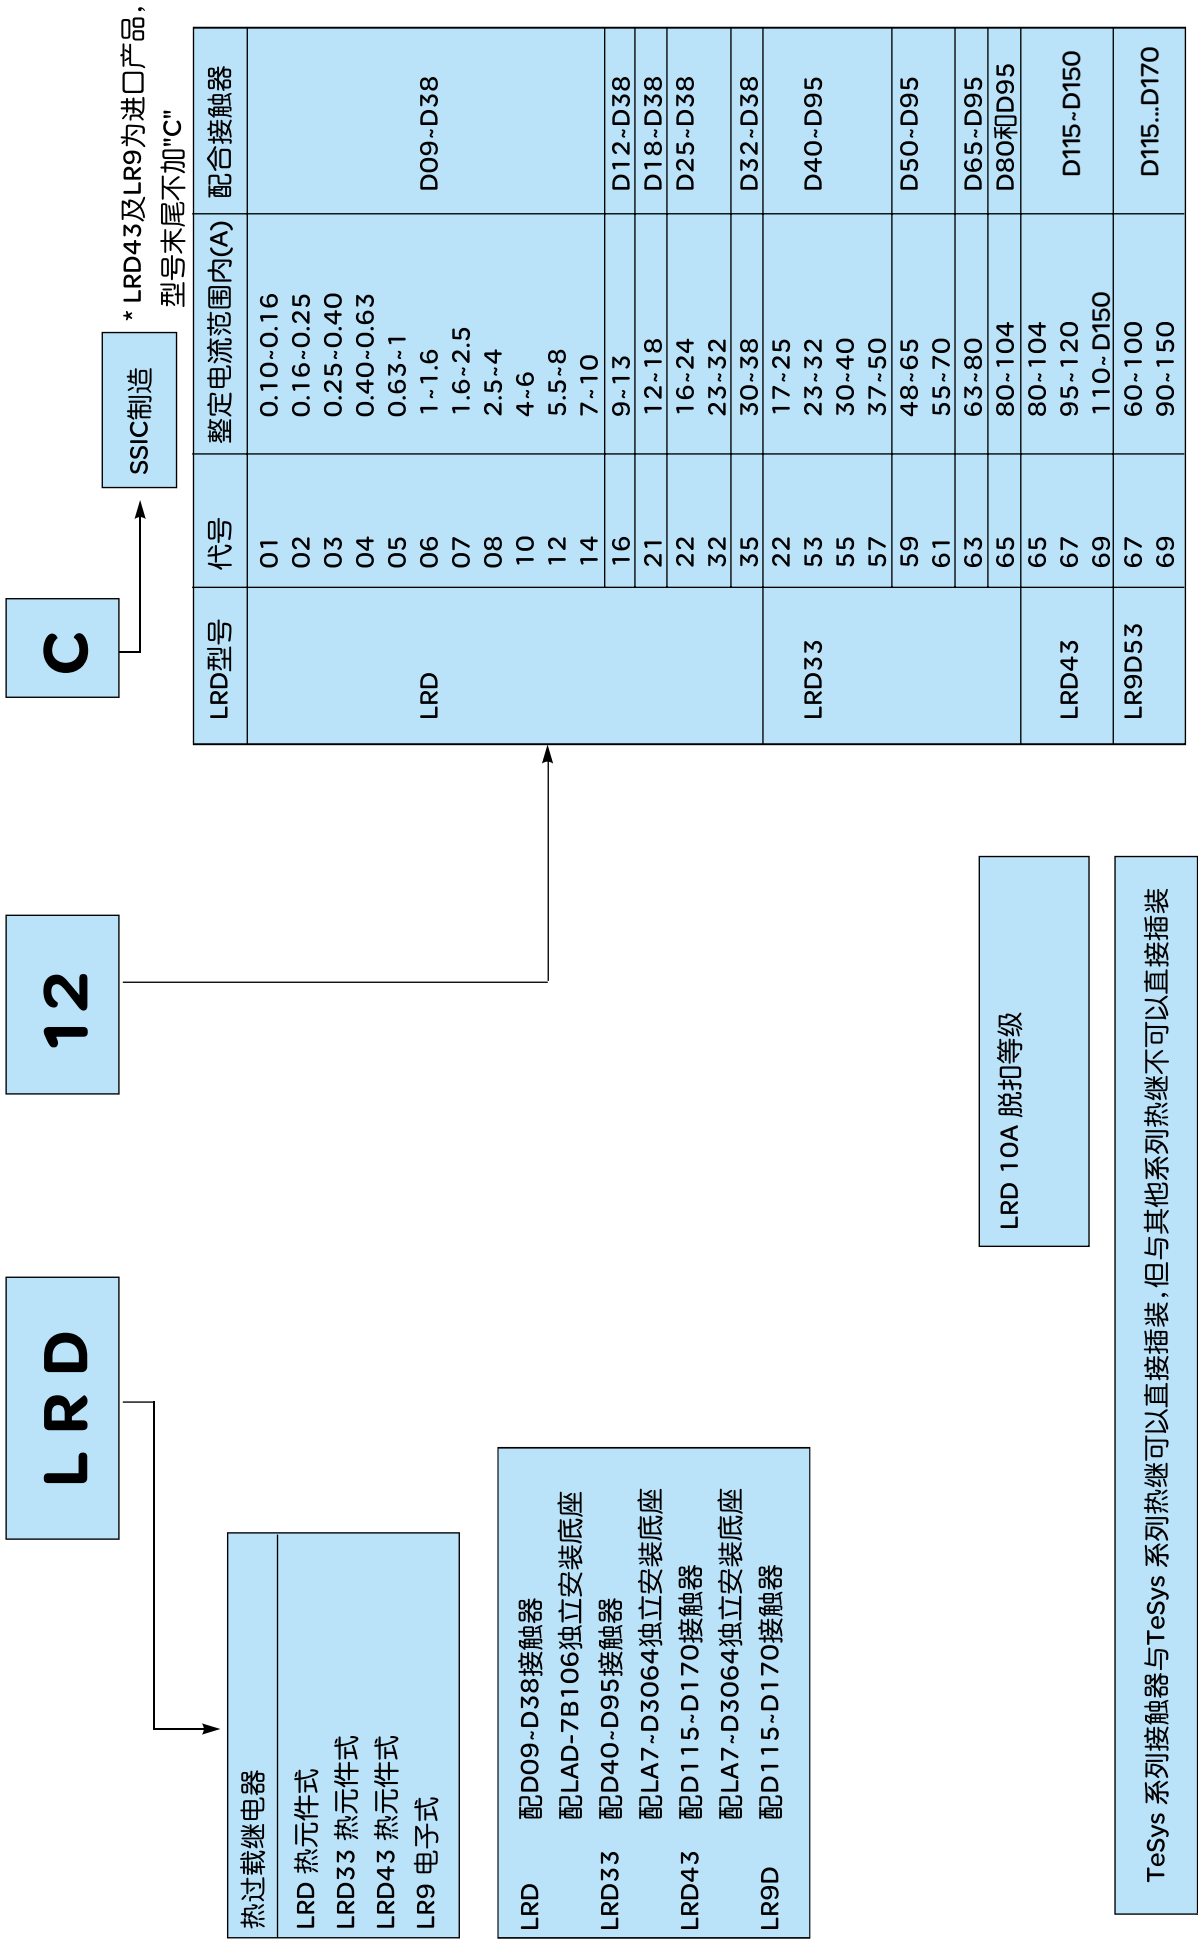 LRD
12
C
SSIC制造
* LRD43及LR9为进口产品,
型号末尾不加"C"
热过载继电器
LRD 热元件式
LRD33 热元件式
LRD43 热元件式
LR9 电子式
LRD 配D09~D38接触器
配LAD-7B106独立安装底座
LRD33 配D40~D95接触器
配LA7~D3064独立安装底座
LRD43 配D115~D170接触器
配LA7~D3064独立安装底座
LR9D 配D115~D170接触器
LRD型号 代号 整定电流范围内(A) 配合接触器
01 0.10~0.16
02 0.16~0.25
03 0.25~0.40
04 0.40~0.63
05 0.63~1
LRD 06 1~1.6 D09~D38
07 1.6~2.5
08 2.5~4
10 4~6
12 5.5~8
14 7~10
16 9~13 D12~D38
21 12~18 D18~D38
22 16~24 D25~D38
32 23~32
35 30~38 D32~D38
22 17~25
LRD33 53 23~32 D40~D95
55 30~40
57 37~50
59 48~65 D50~D95
61 55~70
63 63~80 D65~D95
65 80~104 D80和D95
65 80~104
LRD43 67 95~120 D115~D150
69 110~D150
LR9D53 67 60~100 D115...D170
69 90~150
LRD 10A 脱扣等级
TeSys 系列接触器与TeSys 系列热继可以直接插装,但与其他系列热继不可以直接插装